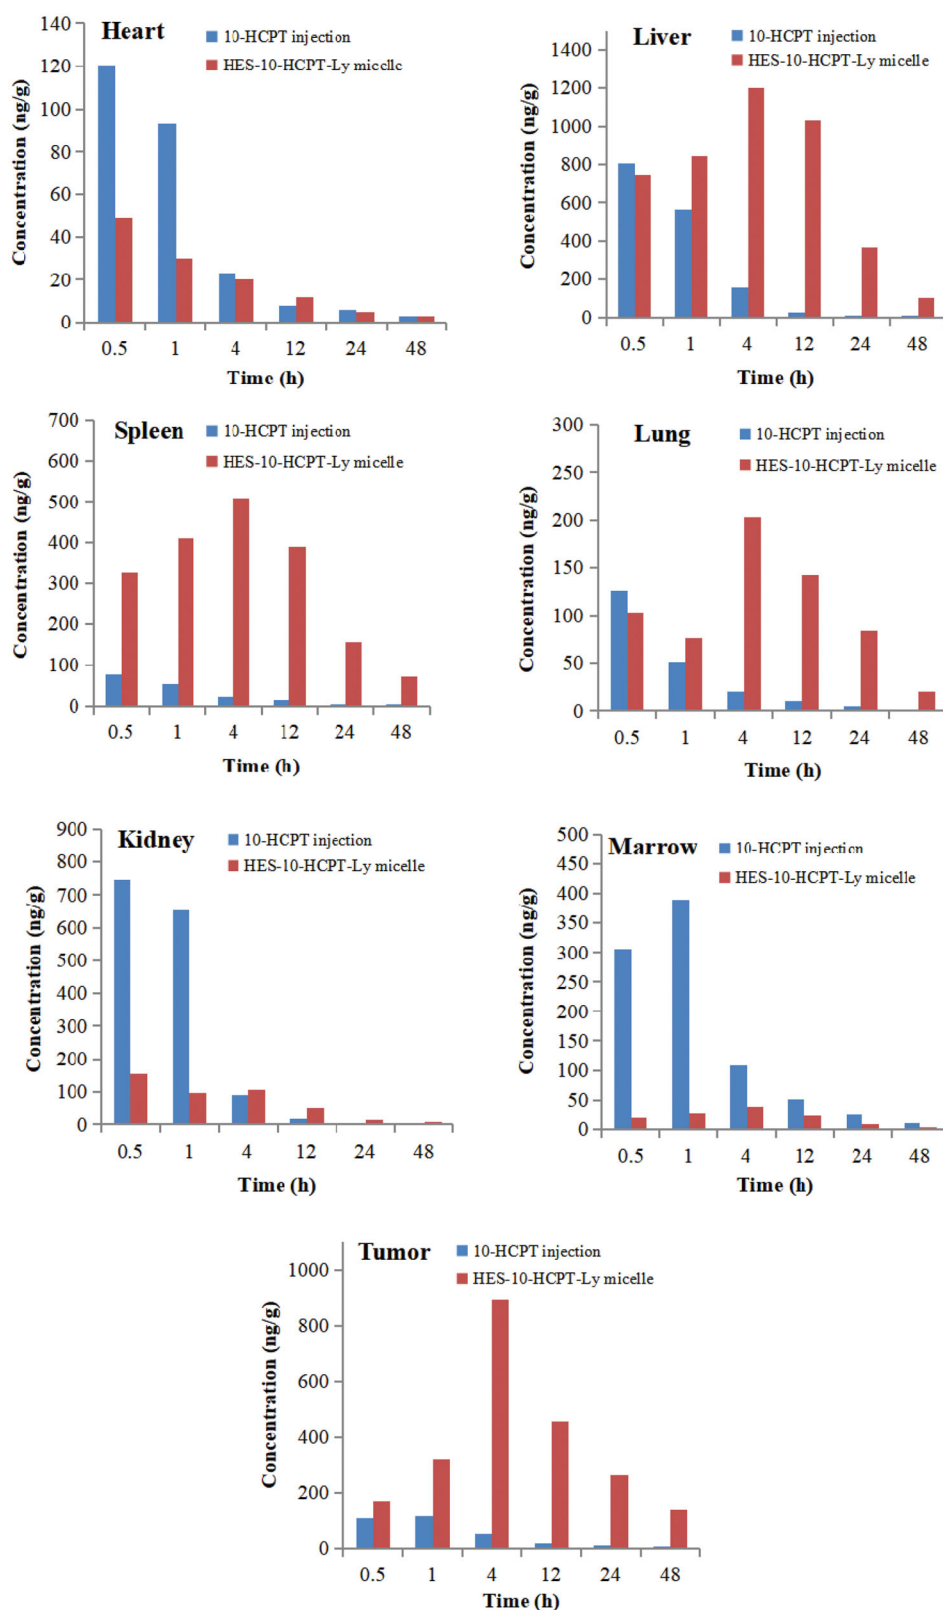 Heart
10-HCPT injection
HES-10-HCPT-Ly micelle
Concentration (ng/g)
140
120
100
80
60
40
20
0
0.5 1 4 12 24 48
Time (h)
Liver
10-HCPT injection
HES-10-HCPT-Ly micelle
Concentration (ng/g)
1400
1200
1000
800
600
400
200
0
0.5 1 4 12 24 48
Time (h)
Spleen
10-HCPT injection
HES-10-HCPT-Ly micelle
Concentration (ng/g)
700
600
500
400
300
200
100
0
0.5 1 4 12 24 48
Time (h)
Lung
10-HCPT injection
HES-10-HCPT-Ly micelle
Concentration (ng/g)
300
250
200
150
100
50
0
0.5 1 4 12 24 48
Time (h)
Kidney
10-HCPT injection
HES-10-HCPT-Ly micelle
Concentration (ng/g)
900
800
700
600
500
400
300
200
100
0
0.5 1 4 12 24 48
Time (h)
Marrow
10-HCPT injection
HES-10-HCPT-Ly micelle
Concentration (ng/g)
500
450
400
350
300
250
200
150
100
50
0
0.5 1 4 12 24 48
Time (h)
Tumor
10-HCPT injection
HES-10-HCPT-Ly micelle
Concentration (ng/g)
1000
800
600
400
200
0
0.5 1 4 12 24 48
Time (h)